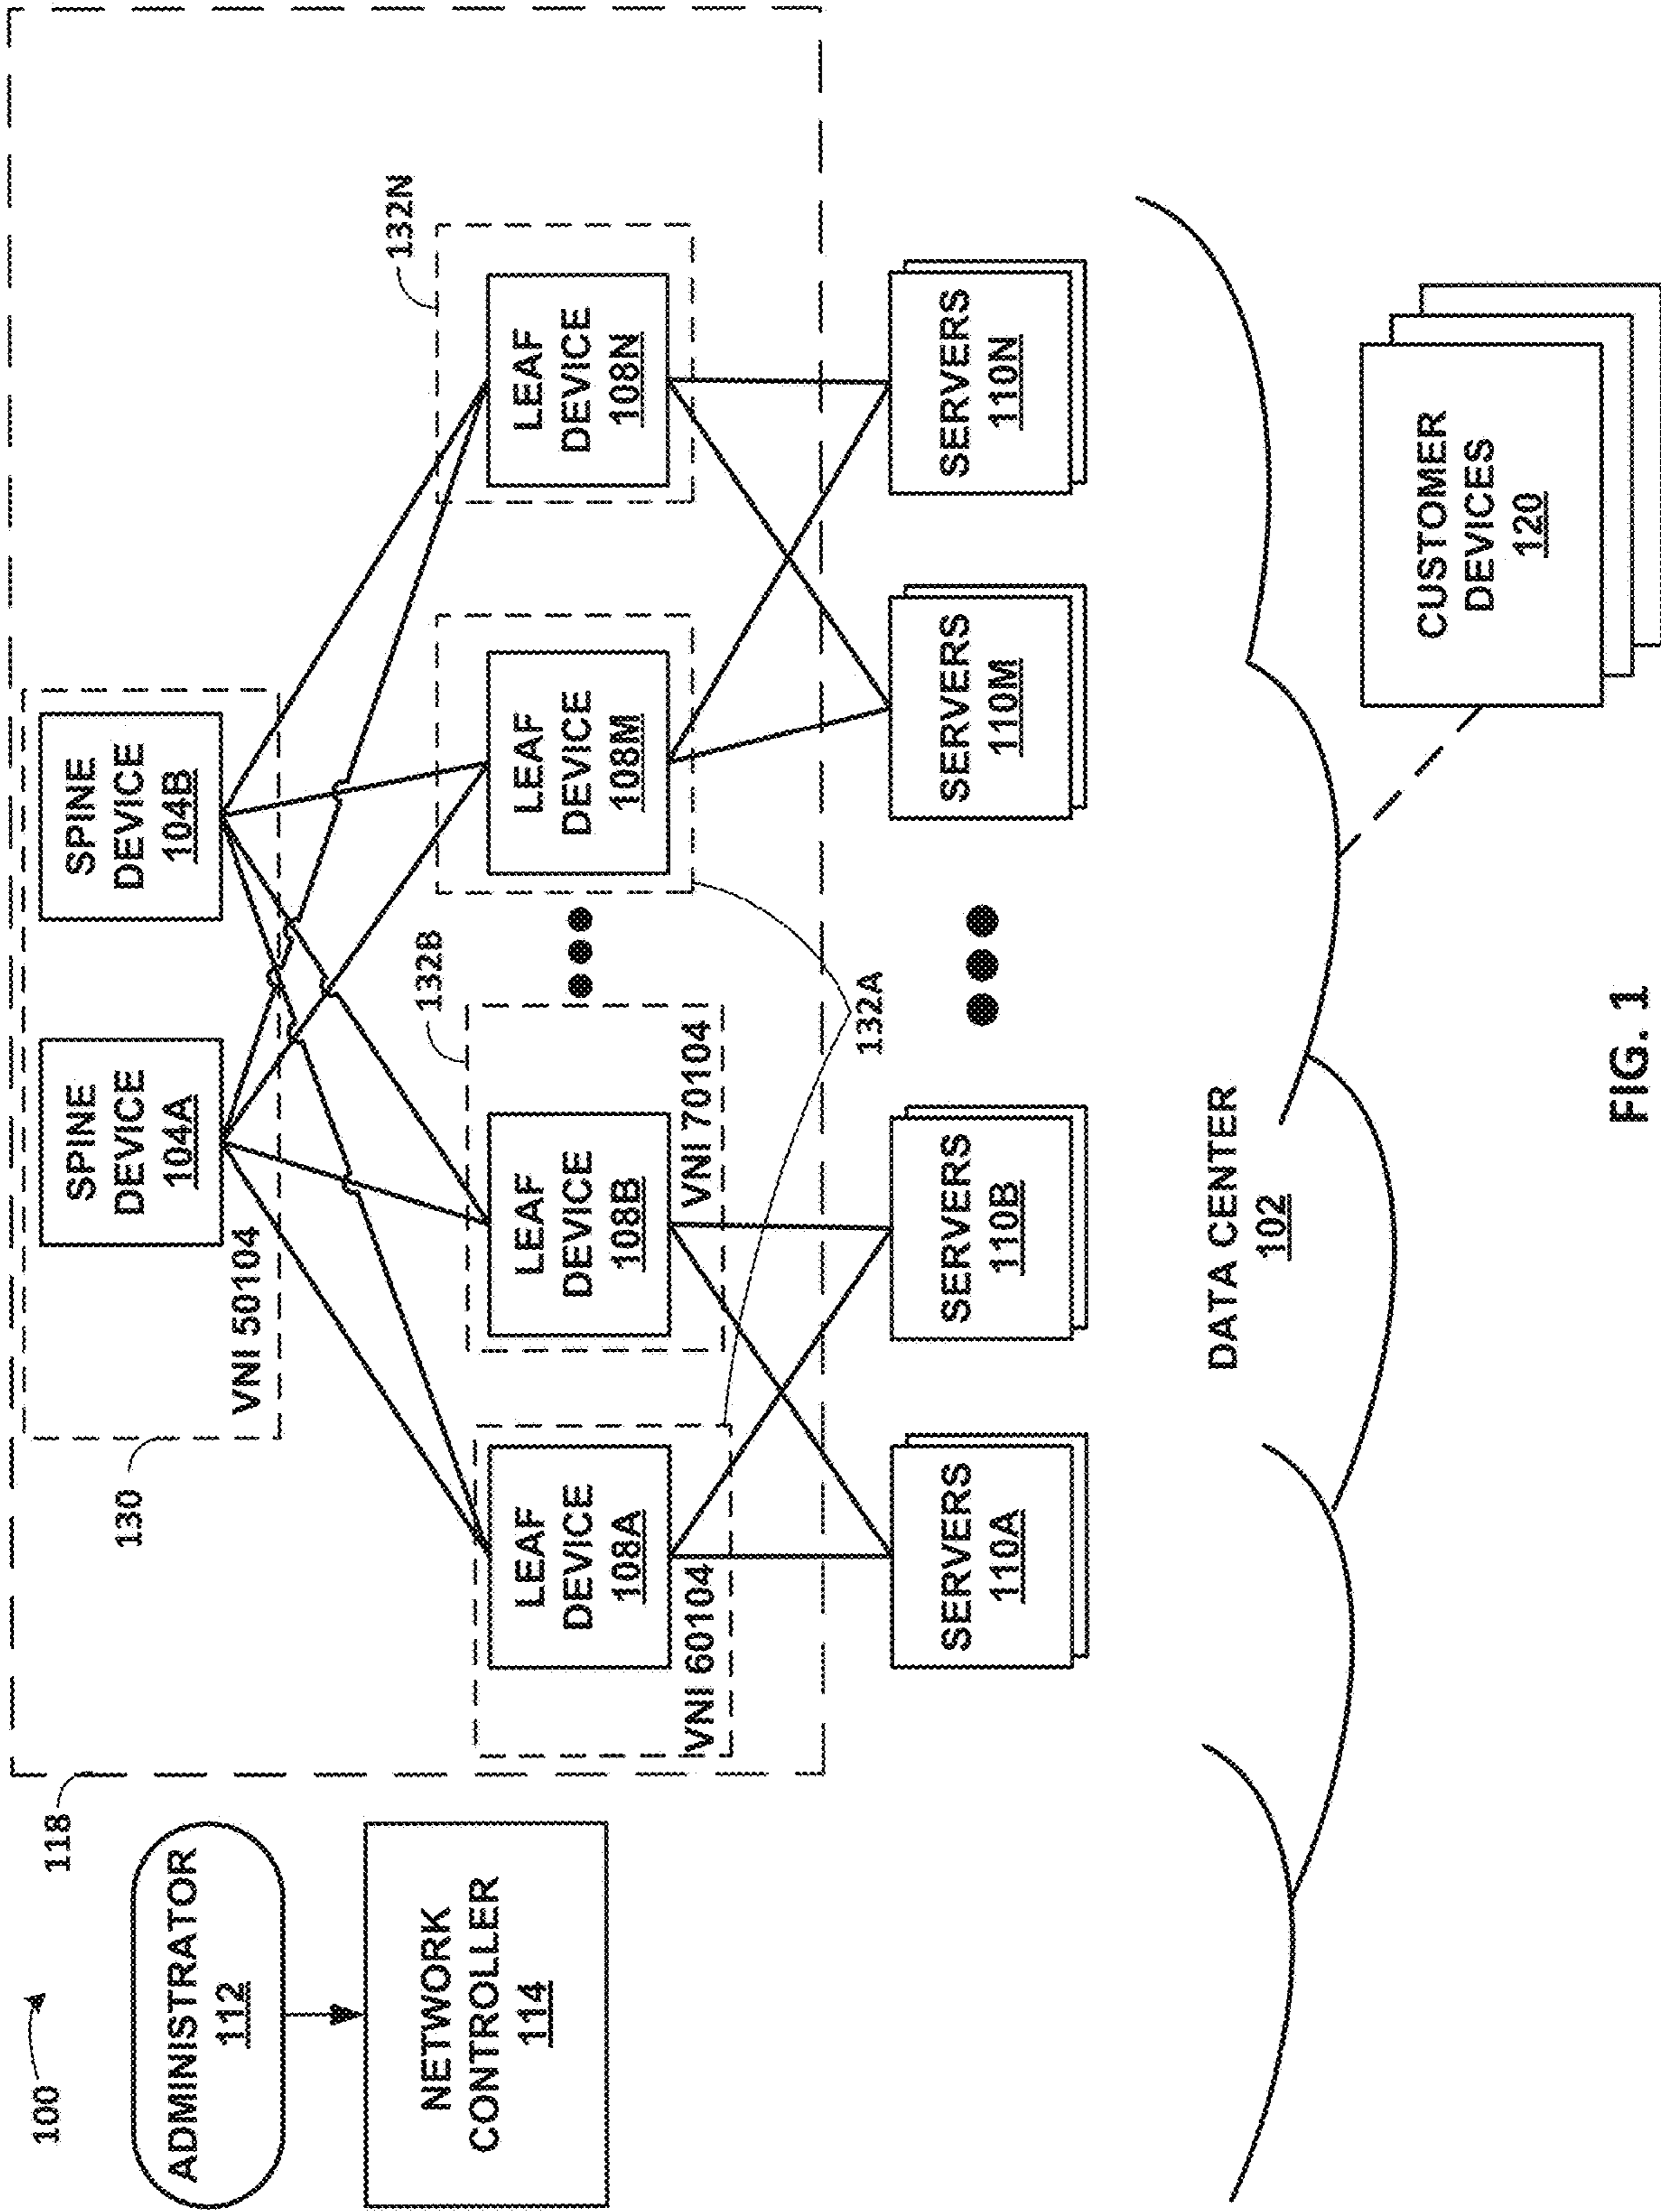 100
ADMINISTRATOR
112
NETWORK
CONTROLLER
114
118
130
SPINE
DEVICE
104A
SPINE
DEVICE
104B
VNI 50104
132B
132N
LEAF
DEVICE
108A
LEAF
DEVICE
108B
LEAF
DEVICE
108M
LEAF
DEVICE
108N
VNI 60104
VNI 70104
132A
SERVERS
110A
SERVERS
110B
SERVERS
110M
SERVERS
110N
DATA CENTER
102
CUSTOMER
DEVICES
120
FIG. 1